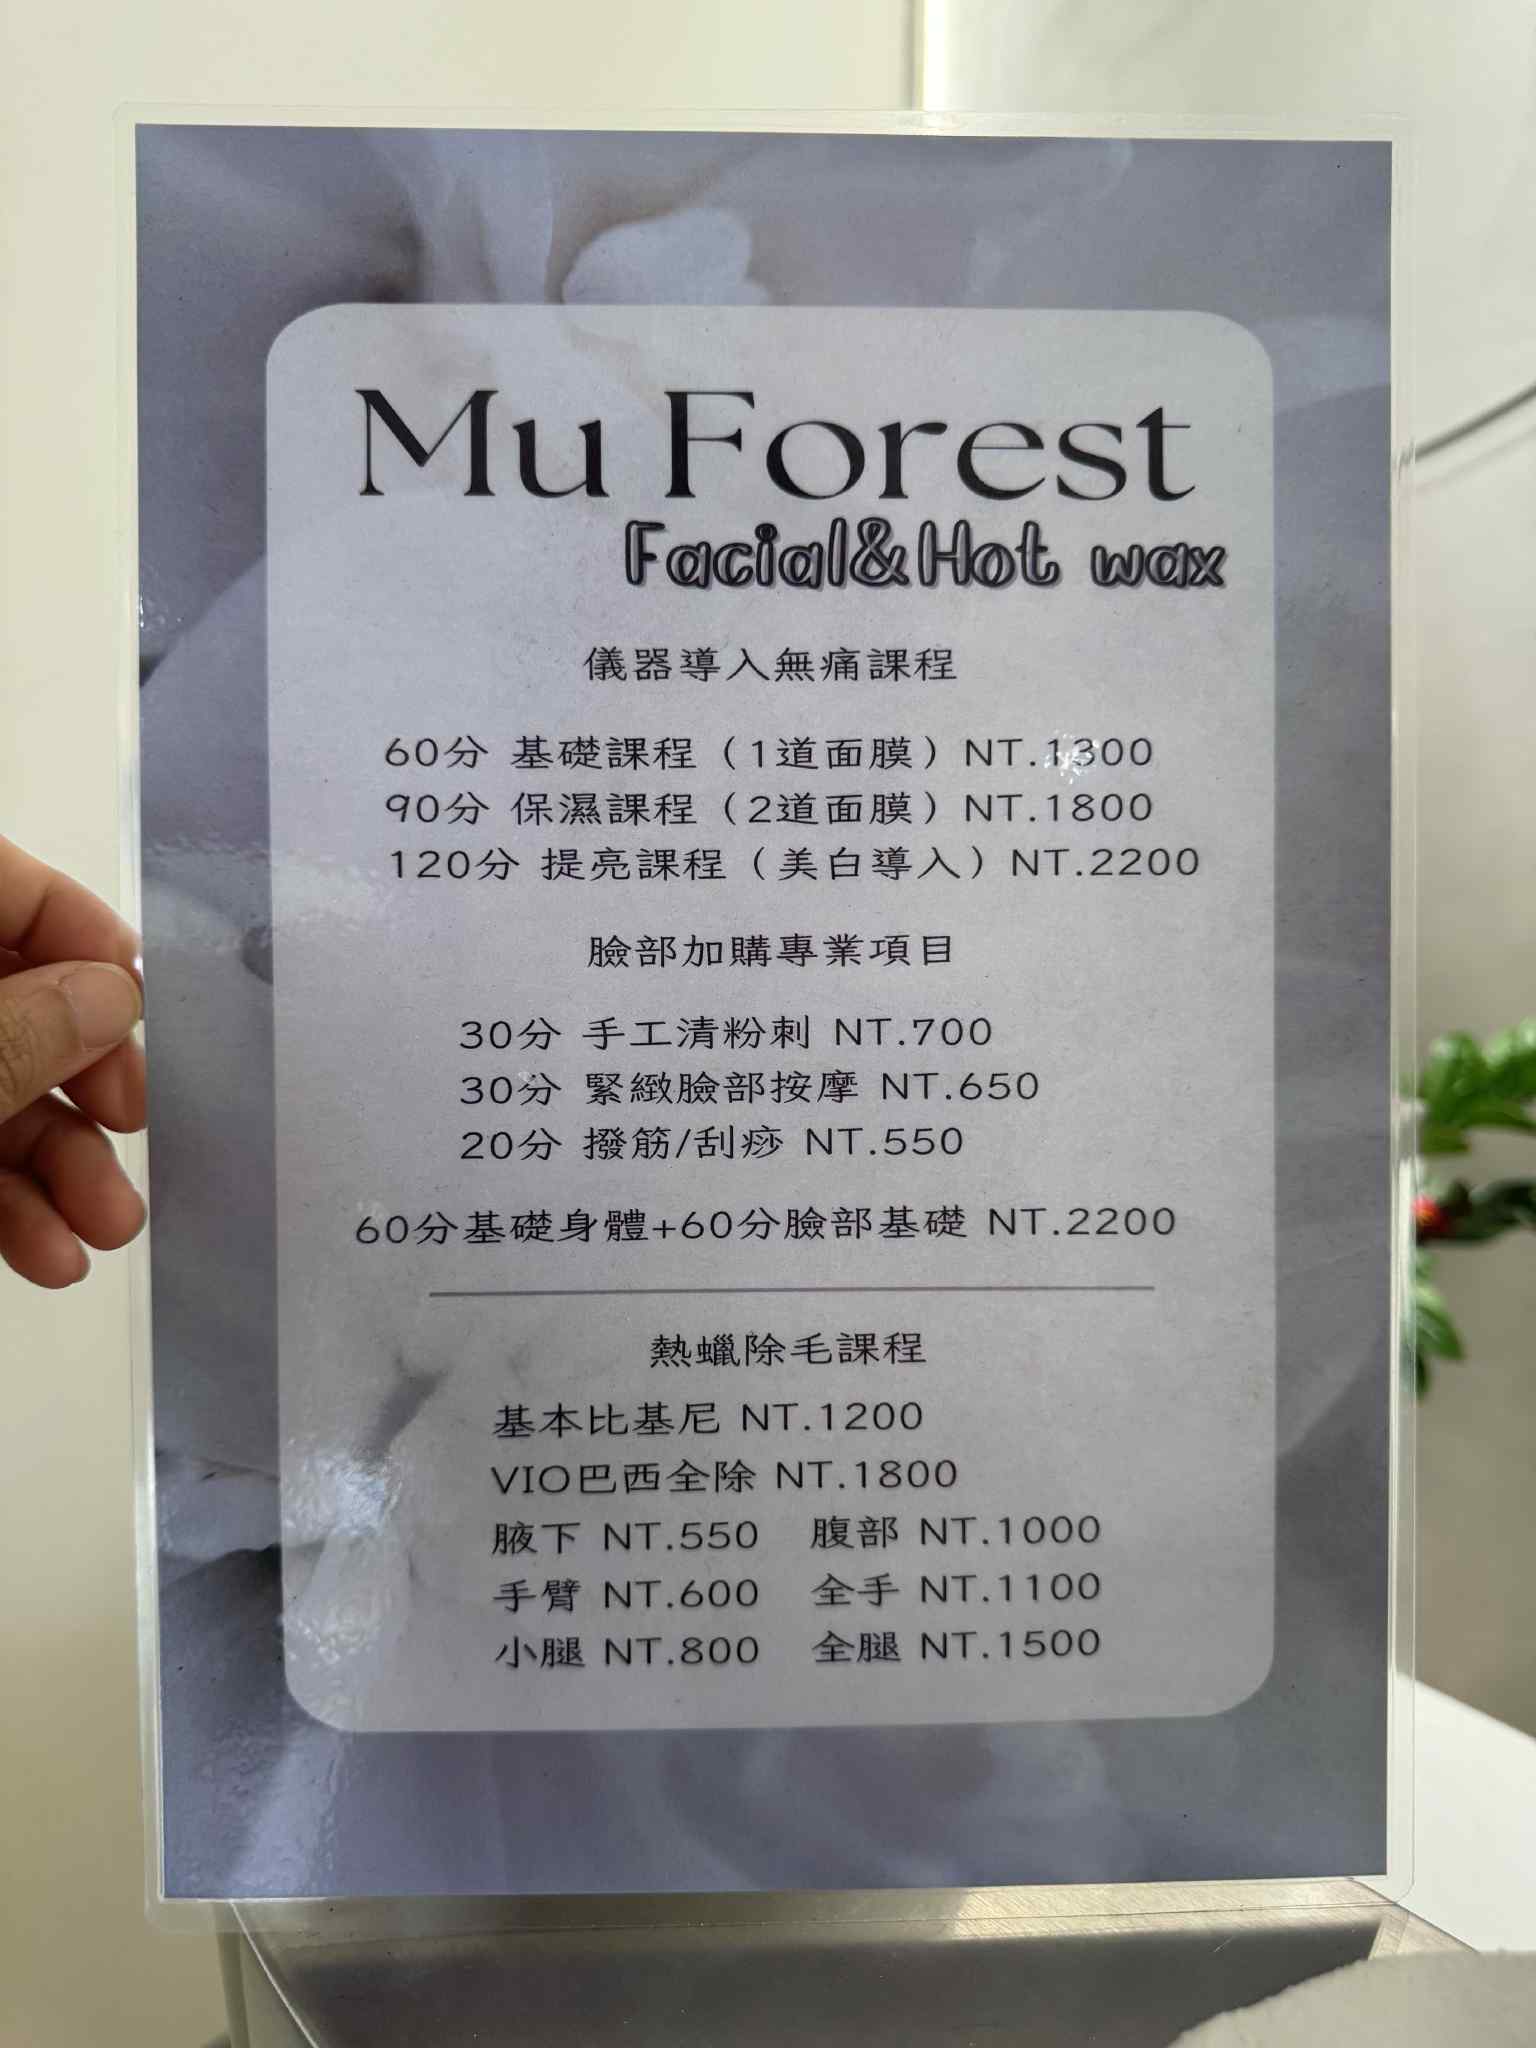 Mu Forest
Facial&Hot wax
儀器導入無痛課程
60分 基礎課程（1道面膜）NT.1300
90分 保濕課程（2道面膜）NT.1800
120分 提亮課程（美白導入）NT.2200
臉部加購專業項目
30分 手工清粉刺 NT.700
30分 緊緻臉部按摩 NT.650
20分 撥筋/刮痧 NT.550
60分基礎身體+60分臉部基礎 NT.2200
熱蠟除毛課程
基本比基尼 NT.1200
VIO巴西全除 NT.1800
腋下 NT.550 腹部 NT.1000
手臂 NT.600 全手 NT.1100
小腿 NT.800 全腿 NT.1500